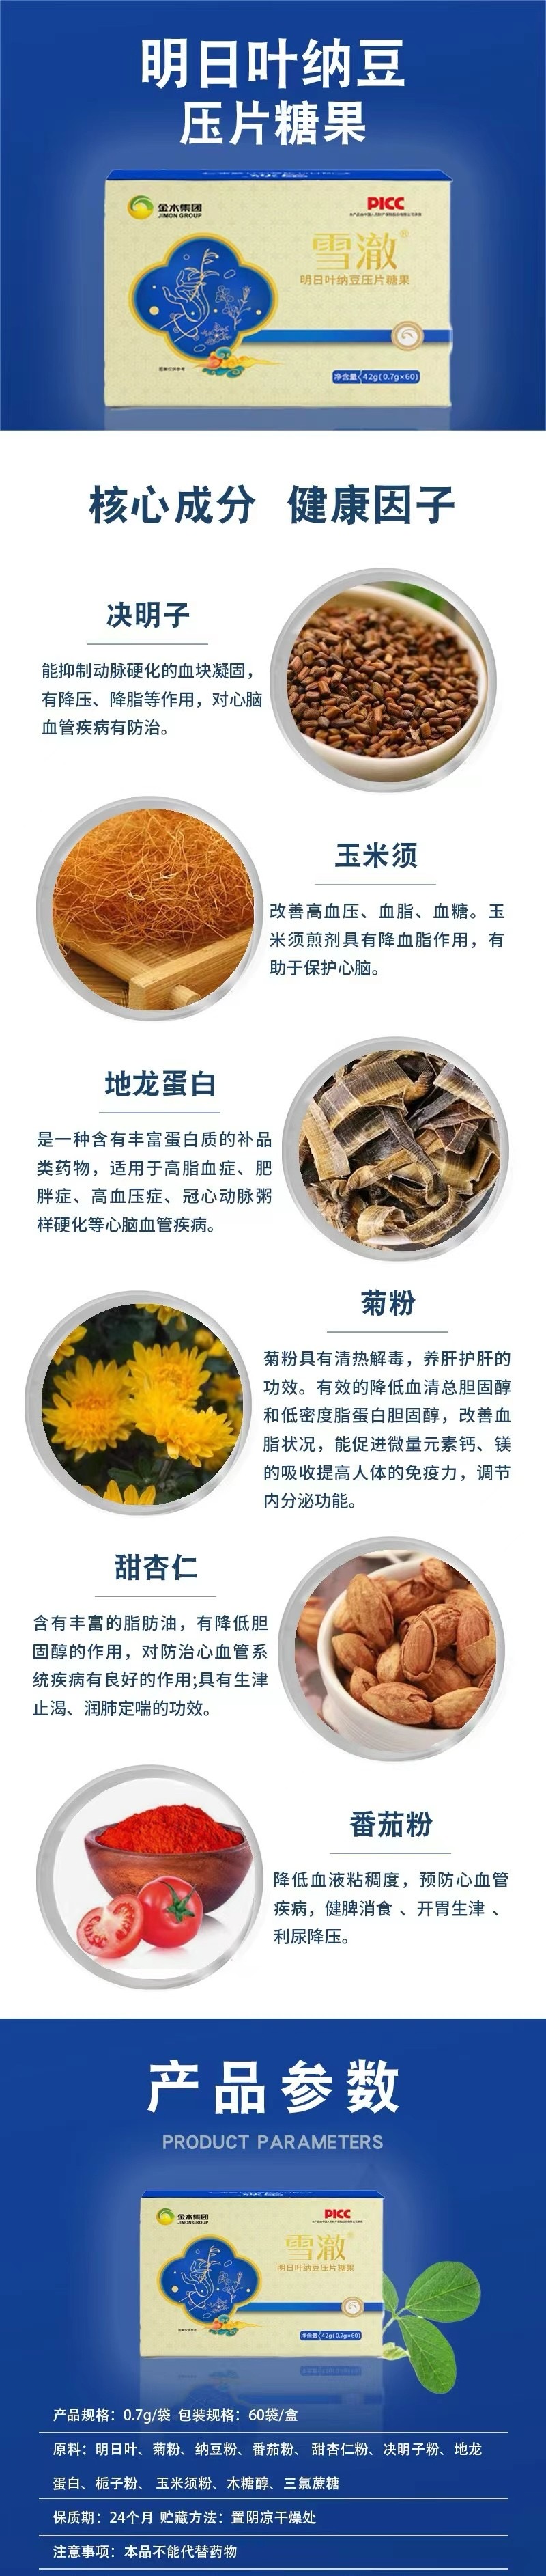 明日叶纳豆
压片糖果
金木集团
JIMON GROUP
PICC
雪澈®
明日叶纳豆压片糖果
净含量 42g(0.7g×60)
核心成分 健康因子
决明子
能抑制动脉硬化的血块凝固，
有降压、降脂等作用，对心脑
血管疾病有防治。
玉米须
改善高血压、血脂、血糖。玉
米须煎剂具有降血脂作用，有
助于保护心脑。
地龙蛋白
是一种含有丰富蛋白质的补品
类药物，适用于高脂血症、肥
胖症、高血压症、冠心动脉粥
样硬化等心脑血管疾病。
菊粉
菊粉具有清热解毒，养肝护肝的
功效。有效的降低血清总胆固醇
和低密度脂蛋白胆固醇，改善血
脂状况，能促进微量元素钙、镁
的吸收提高人体的免疫力，调节
内分泌功能。
甜杏仁
含有丰富的脂肪油，有降低胆
固醇的作用，对防治心血管系
统疾病有良好的作用;具有生津
止渴、润肺定喘的功效。
番茄粉
降低血液粘稠度，预防心血管
疾病，健脾消食 、开胃生津 、
利尿降压。
产品参数
PRODUCT PARAMETERS
金木集团
JIMON GROUP
PICC
雪澈®
明日叶纳豆压片糖果
净含量 42g(0.7g×60)
产品规格：0.7g/袋 包装规格：60袋/盒
原料：明日叶、菊粉、纳豆粉、番茄粉、 甜杏仁粉、决明子粉、地龙
蛋白、栀子粉、 玉米须粉、木糖醇、三氯蔗糖
保质期：24个月 贮藏方法：置阴凉干燥处
注意事项：本品不能代替药物